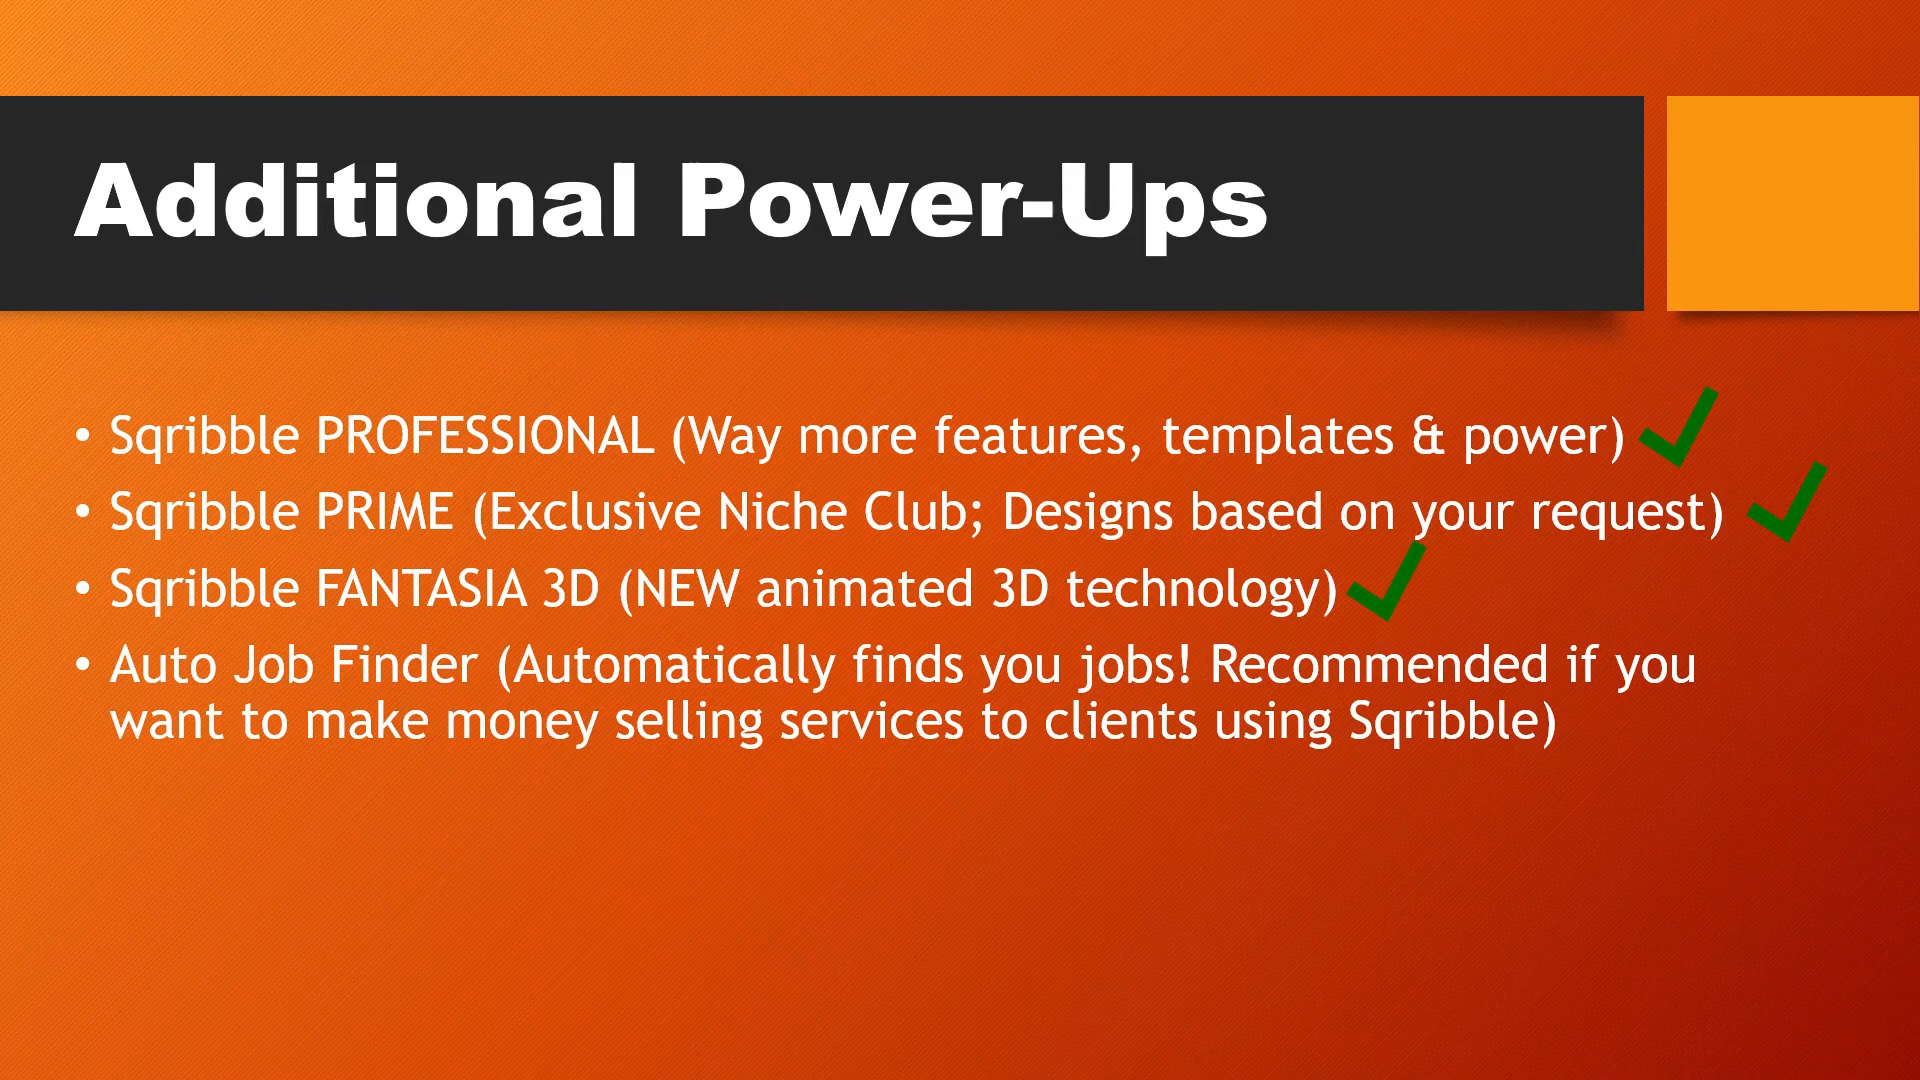 Additional Power-Ups
• Sqribble PROFESSIONAL (Way more features, templates & power)
• Sqribble PRIME (Exclusive Niche Club; Designs based on your request)
• Sqribble FANTASIA 3D (NEW animated 3D technology)
• Auto Job Finder (Automatically finds you jobs! Recommended if you
want to make money selling services to clients using Sqribble)